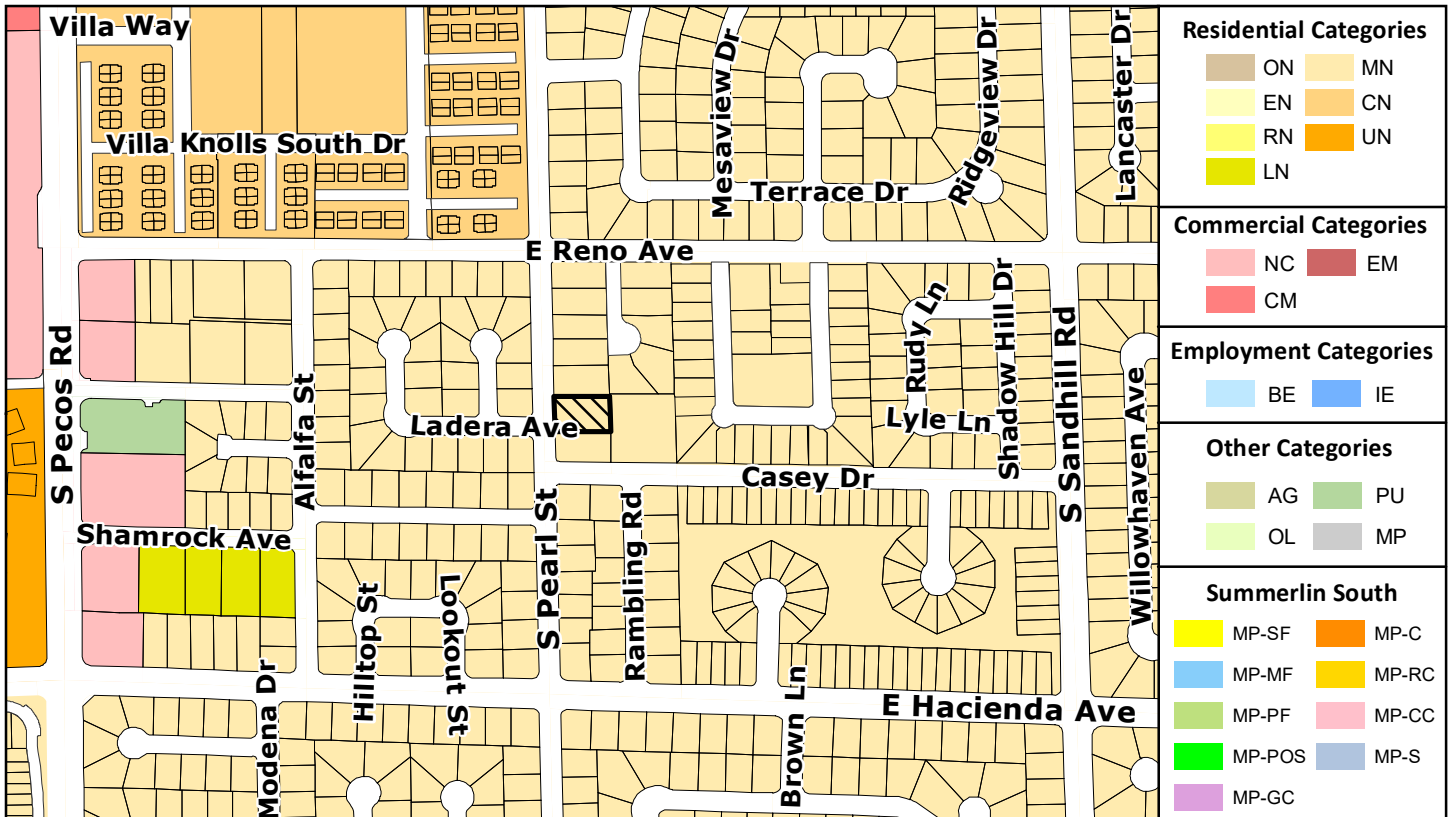 Villa Way
Villa Knolls South Dr
Mesaview Dr
Terrace Dr
Ridgeview Dr
Lancaster Dr
E Reno Ave
S Pecos Rd
Alfalfa St
Ladera Ave
Rudy Ln
Lyle Ln
Shadow Hill Dr
S Sandhill Rd
Willowhaven Ave
Casey Dr
Shamrock Ave
S Pearl St
Rambling Rd
Hilltop St
Lookout St
Modena Dr
Brown Ln
E Hacienda Ave
Residential Categories
ON MN
EN CN
RN UN
LN
Commercial Categories
NC EM
CM
Employment Categories
BE IE
Other Categories
AG PU
OL MP
Summerlin South
MP-SF MP-C
MP-MF MP-RC
MP-PF MP-CC
MP-POS MP-S
MP-GC